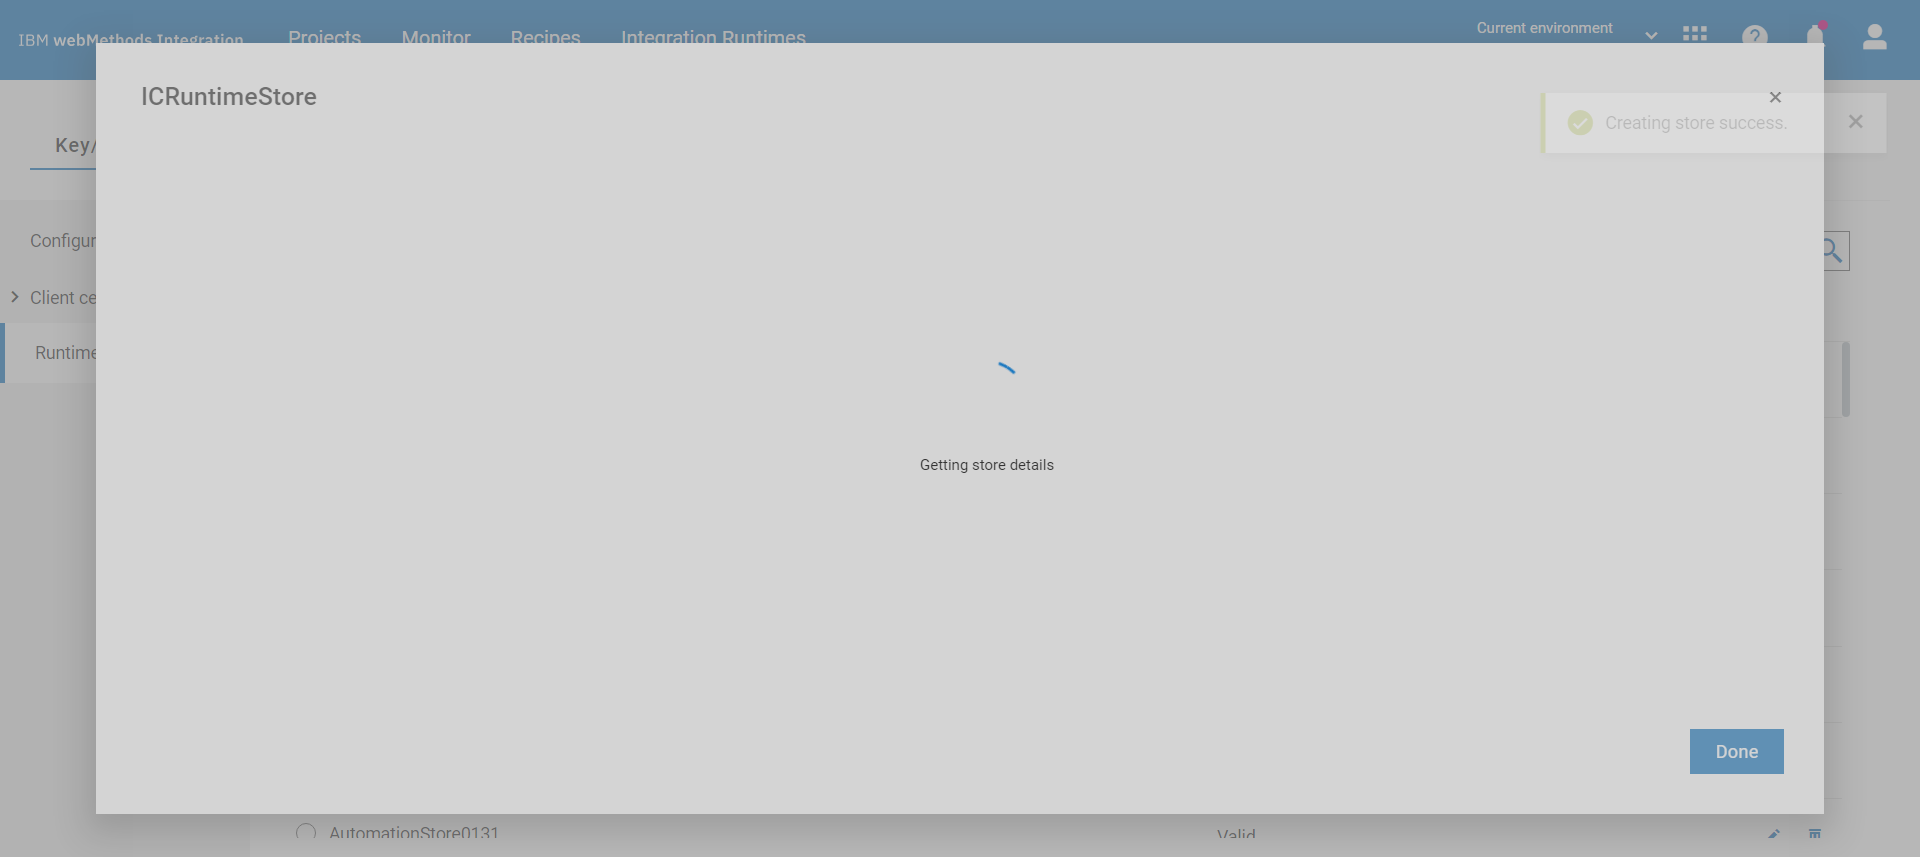 IBM webMethods Integration
Projects
Monitor
Recipes
Integration Runtimes
Current environment
ICRuntimeStore
Creating store success.
Key/
Configur
Client ce
Runtime
Getting store details
Done
AutomationStore0131
Valid